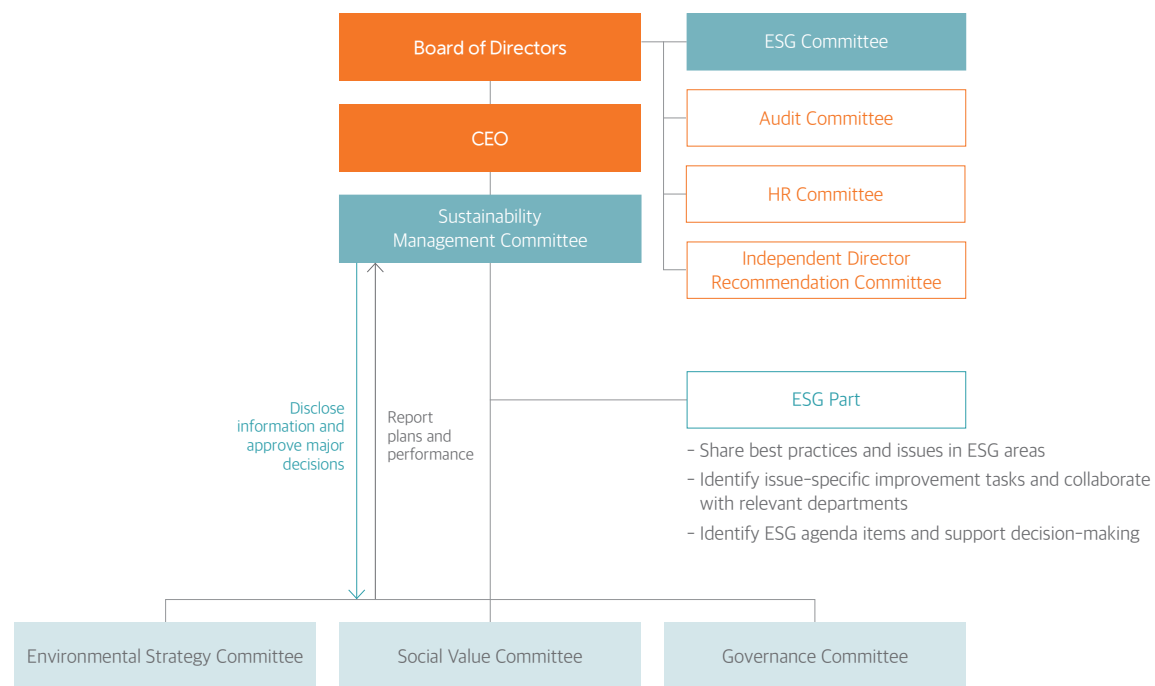 Board of Directors
ESG Committee
CEO
Audit Committee
Sustainability
Management Committee
HR Committee
Independent Director
Recommendation Committee
Disclose
information and
approve major
decisions
Report
plans and
performance
ESG Part
- Share best practices and issues in ESG areas
- Identify issue-specific improvement tasks and collaborate
with relevant departments
- Identify ESG agenda items and support decision-making
Environmental Strategy Committee
Social Value Committee
Governance Committee